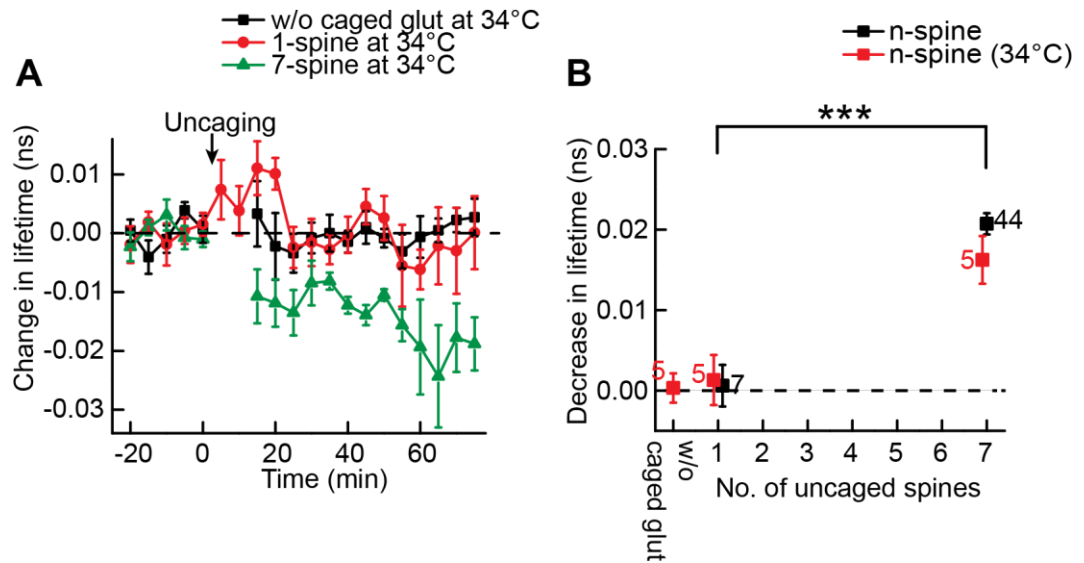 w/o caged glut at 34°C
1-spine at 34°C
7-spine at 34°C
A
Uncaging
Change in lifetime (ns)
0.01
0.00
-0.01
-0.02
-0.03
-20 0 20 40 60
Time (min)
B
n-spine
n-spine (34°C)
***
Decrease in lifetime (ns)
0.03
0.02
0.01
0.00
44
5
5
5
7
w/o
caged glut
1 2 3 4 5 6 7
No. of uncaged spines